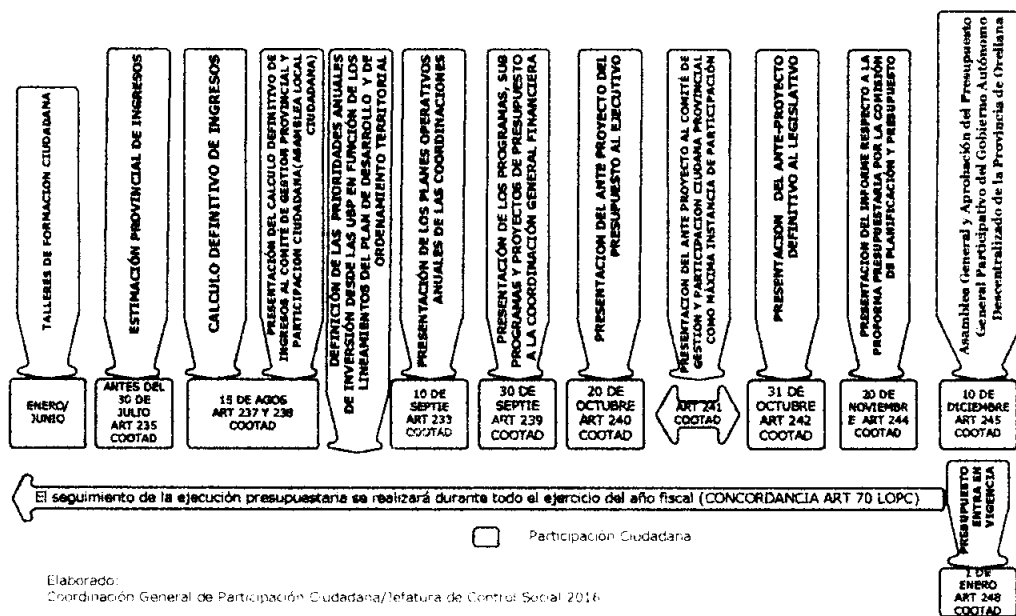 TALLERES DE FORMACION CIUDADANA
ENERO/
JUNIO
ESTIMACIÓN PROVINCIAL DE INGRESOS
ANTES DEL
30 DE
JULIO
ART 235
COOTAD
CALCULO DEFINITIVO DE INGRESOS
PRESENTACIÓN DEL CALCULO DEFINITIVO DE
INGRESOS AL COMITÉ DE GESTION PROVINCIAL Y
PARTICIPACION CIUDADANA(ASAMBLEA LOCAL
CIUDADANA)
15 DE AGOS
ART 237 Y 238
COOTAD
DEFINICIÓN DE LAS PRIORIDADES ANUALES
DE INVERSIÓN DESDE LAS UBP EN FUNCIÓN DE LOS
LINEAMIENTOS DEL PLAN DE DESARROLLO Y DE
ORDENAMIENTO TERRITORIAL
PRESENTACIÓN DE LOS PLANES OPERATIVOS
ANUALES DE LAS COORDINACIONES
10 DE
SEPTIE
ART 233
COOTAD
PRESENTACIÓN DE LOS PROGRAMAS, SUB
PROGRAMAS Y PROYECTOS DE PRESUPUESTO
A LA COORDINACIÓN GENERAL FINANCIERA
30 DE
SEPTIE
ART 239
COOTAD
PRESENTACION DEL ANTE PROYECTO DEL
PRESUPUESTO AL EJECUTIVO
20 DE
OCTUBRE
ART 240
COOTAD
PRESENTACION DEL ANTE PROYECTO AL COMITÉ DE
GESTION Y PARTICIPACION CIUDANA PROVINCIAL
COMO MÁXIMA INSTANCIA DE PARTICIPACIÓN
ART 241
COOTAD
PRESENTACION DEL ANTE-PROYECTO
DEFINITIVO AL LEGISLATIVO
31 DE
OCTUBRE
ART 242
COOTAD
PRESENTACION DEL INFORME RESPECTO A LA
PROFORMA PRESUPUESTARIA POR LA COMISIÓN
DE PLANIFICACIÓN Y PRESUPUESTO
20 DE
NOVIEMBR
E ART 244
COOTAD
Asamblea General y Aprobación del Presupuesto
General Participativo del Gobierno Autónomo
Descentralizado de la Provincia de Orellana
10 DE
DICIEMBRE
ART 245
COOTAD
El seguimiento de la ejecución presupuestaria se realizará durante todo el ejercicio del año fiscal (CONCORDANCIA ART 70 LOPC)
PRESUPUESTO
ENTRA EN
VIGENCIA
1 DE
ENERO
ART 248
COOTAD
Participación Ciudadana
Elaborado:
Coordinación General de Participación Ciudadana/Jefatura de Control Social 2016